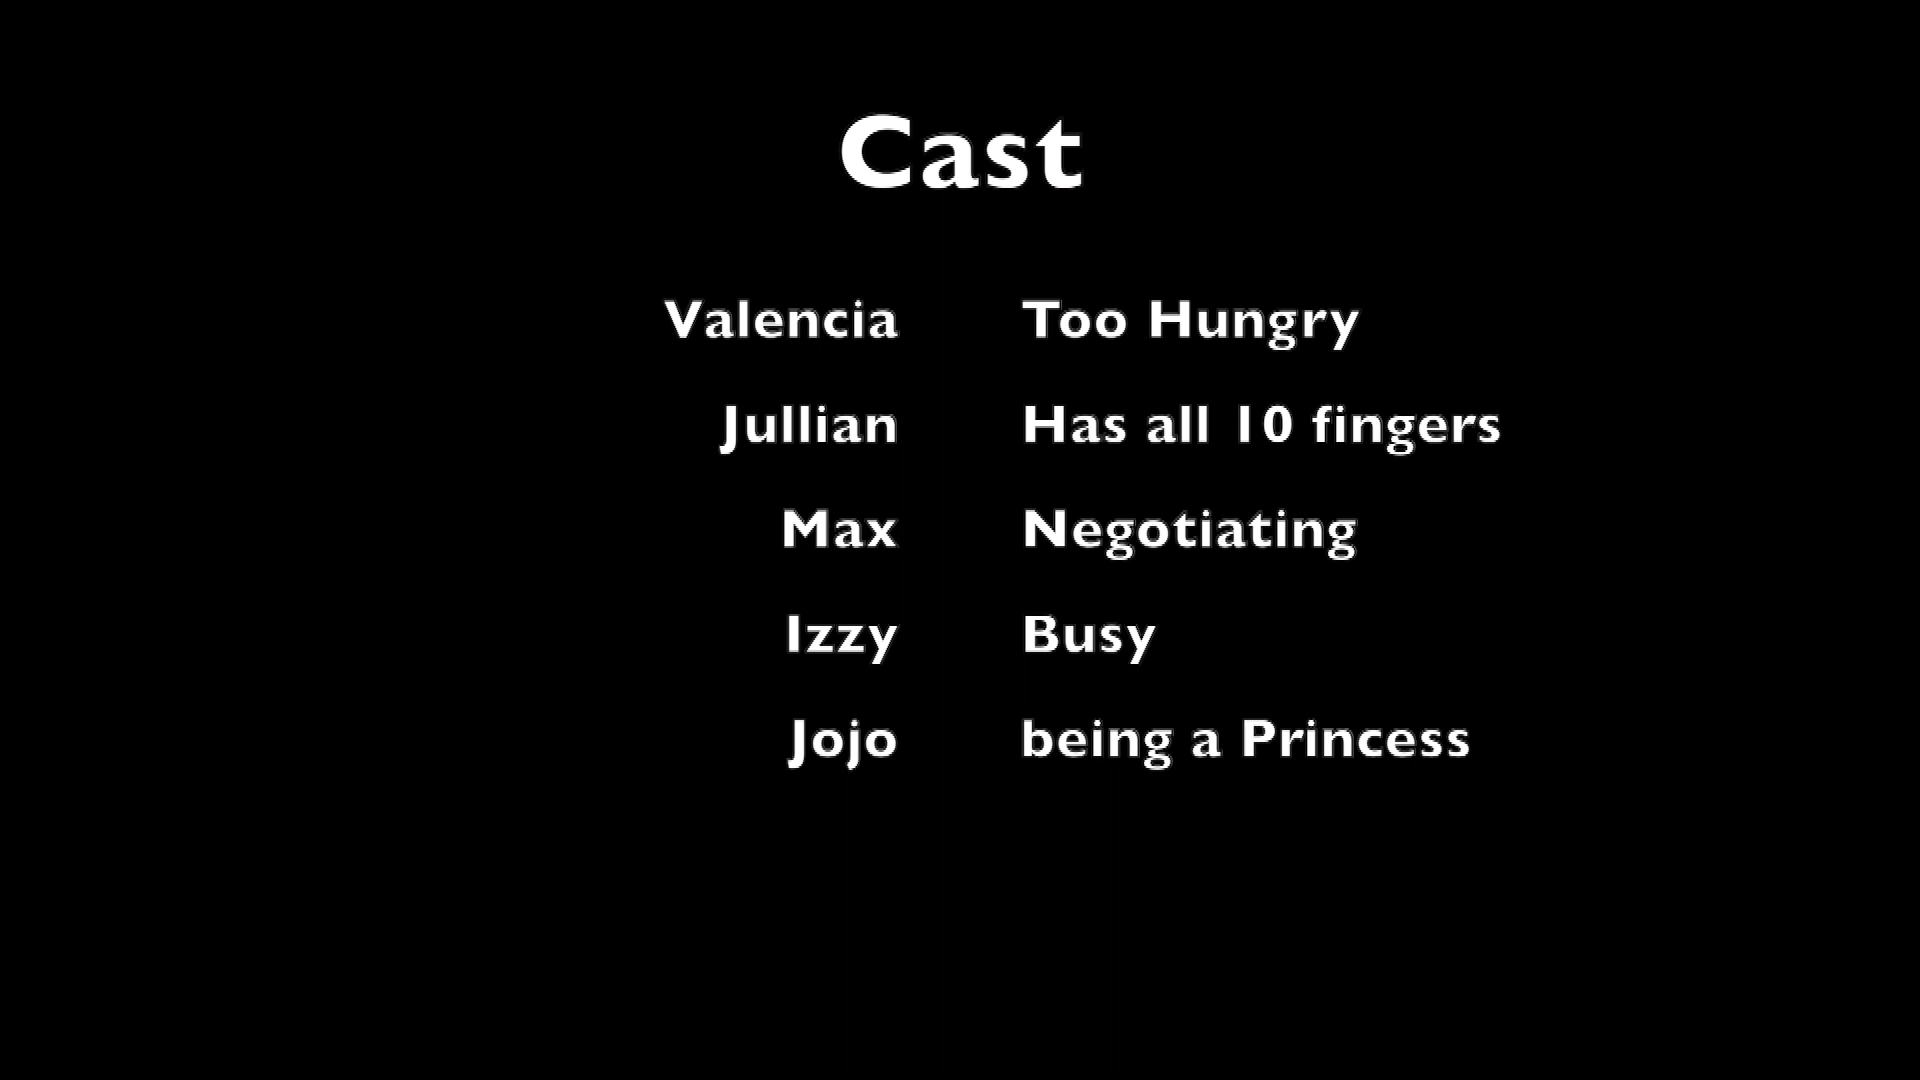 Cast
Valencia Too Hungry
Jullian Has all 10 fingers
Max Negotiating
Izzy Busy
Jojo being a Princess